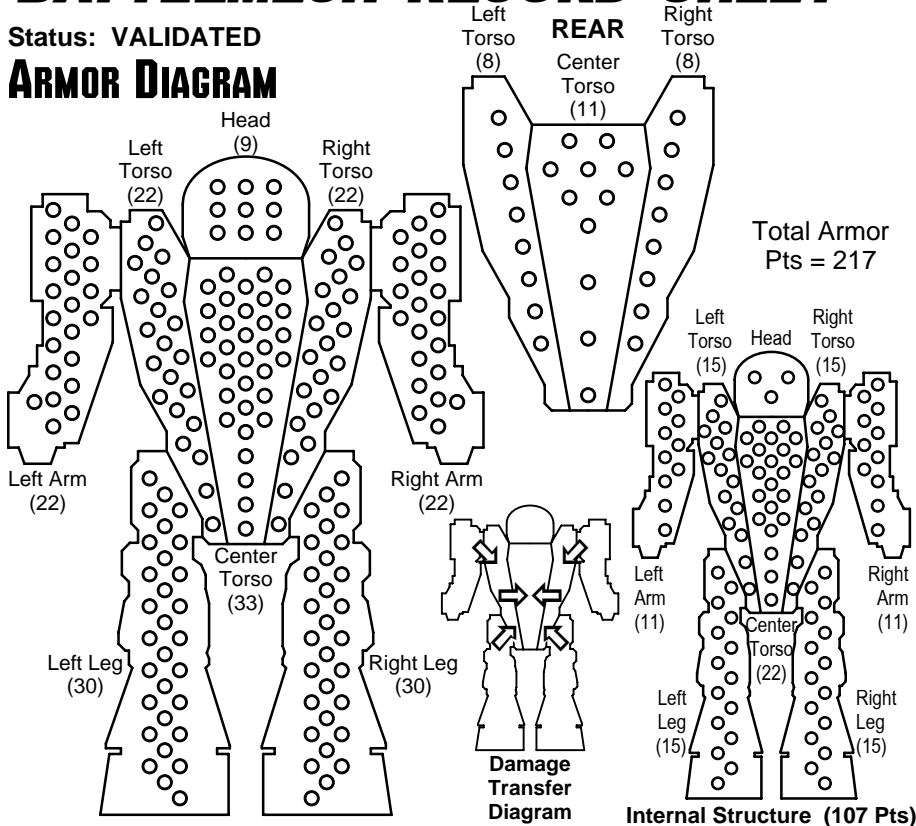 BATTLEMECH RECORD SHEET
Status: VALIDATED
ARMOR DIAGRAM
Head
(9)
Left
Torso
(22)
Right
Torso
(22)
Left Arm
(22)
Right Arm
(22)
Center
Torso
(33)
Left Leg
(30)
Right Leg
(30)
Left
Torso
(8)
REAR
Center
Torso
(11)
Right
Torso
(8)
Total Armor
Pts = 217
Left
Torso
(15)
Head
Right
Torso
(15)
Left
Arm
(11)
Right
Arm
(11)
Center
Torso
(22)
Left
Leg
(15)
Right
Leg
(15)
Damage
Transfer
Diagram
Internal Structure (107 Pts)